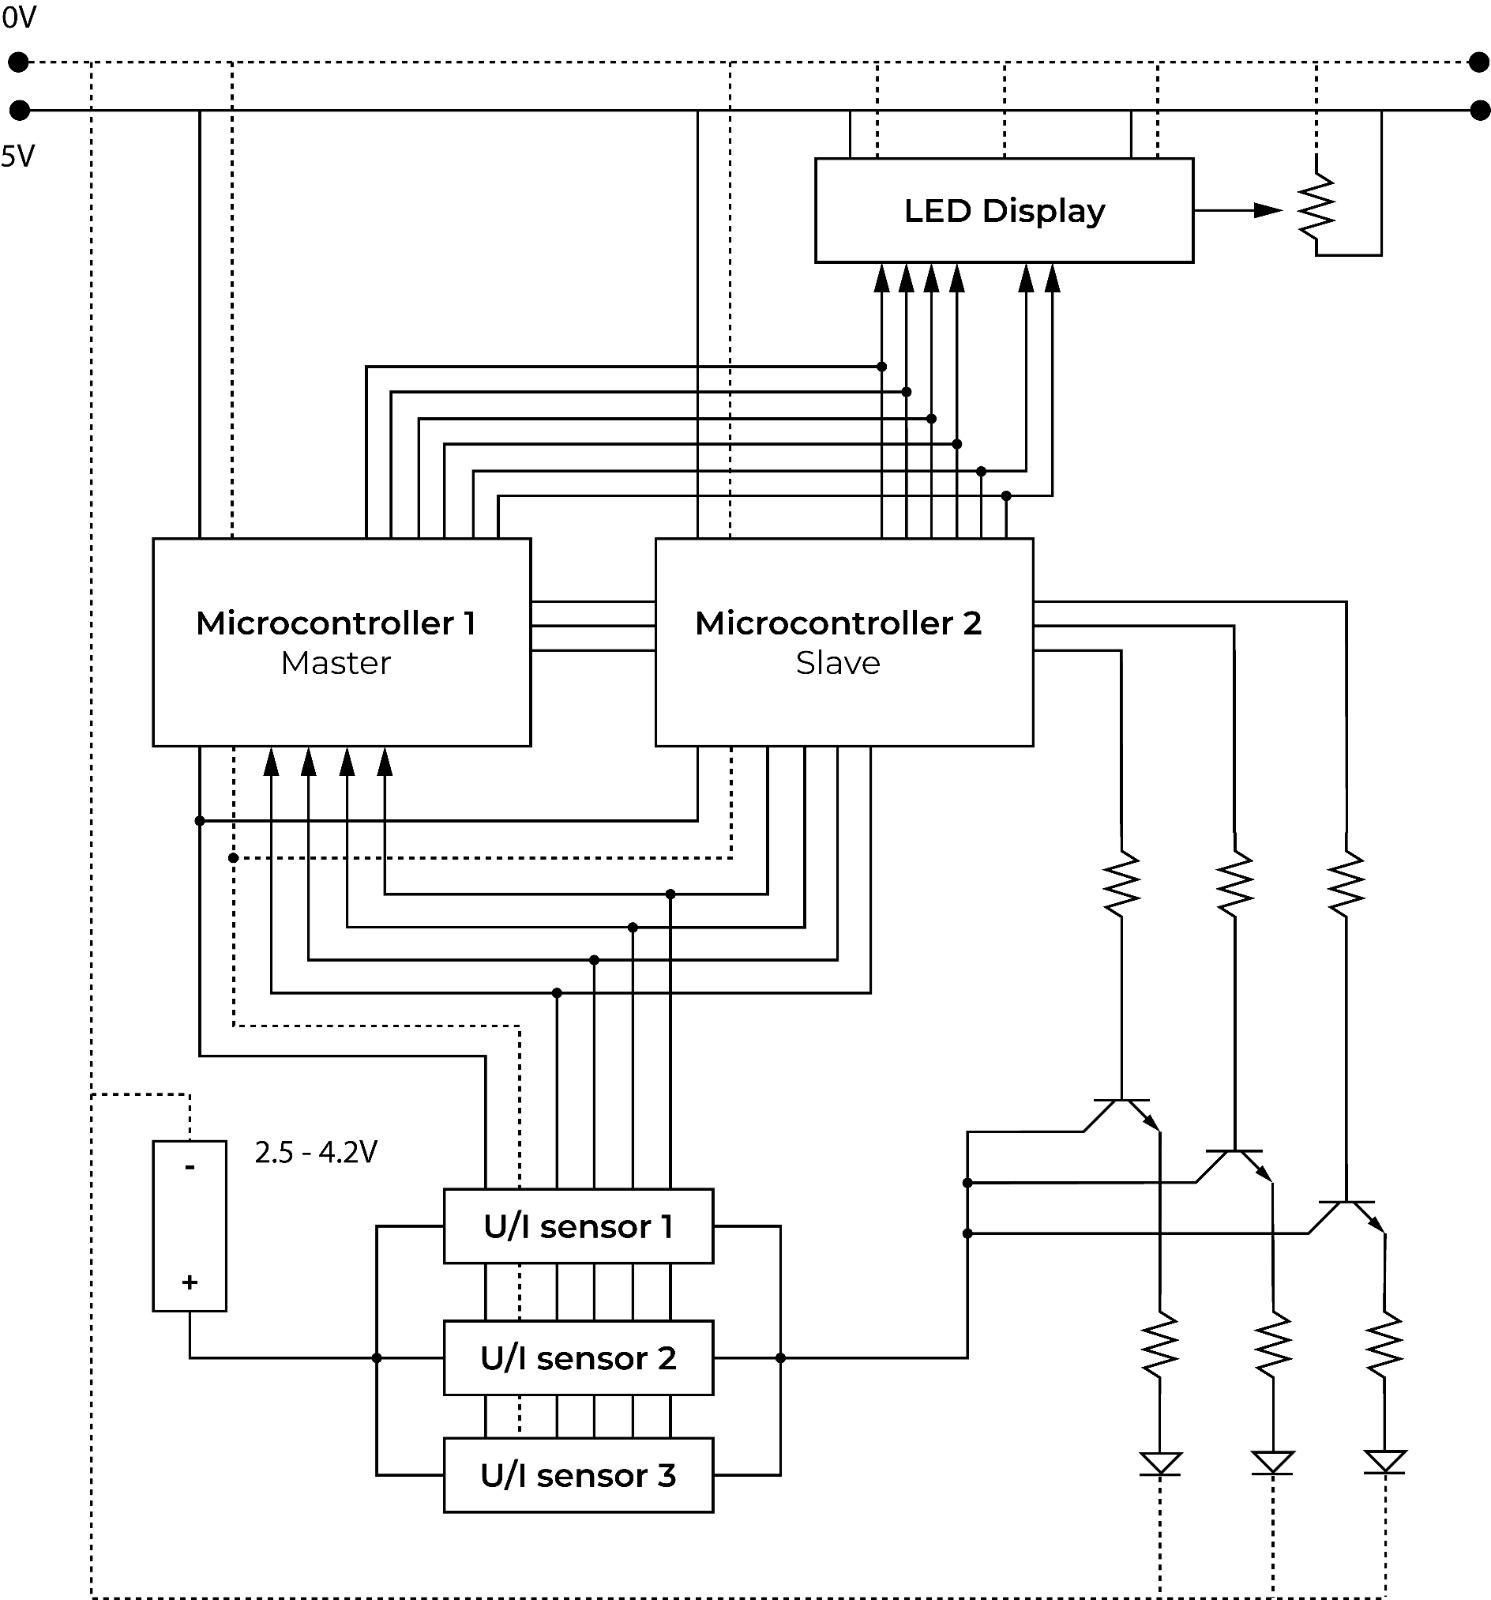 0V
5V
LED Display
Microcontroller 1
Master
Microcontroller 2
Slave
-
2.5 - 4.2V
+
U/I sensor 1
U/I sensor 2
U/I sensor 3